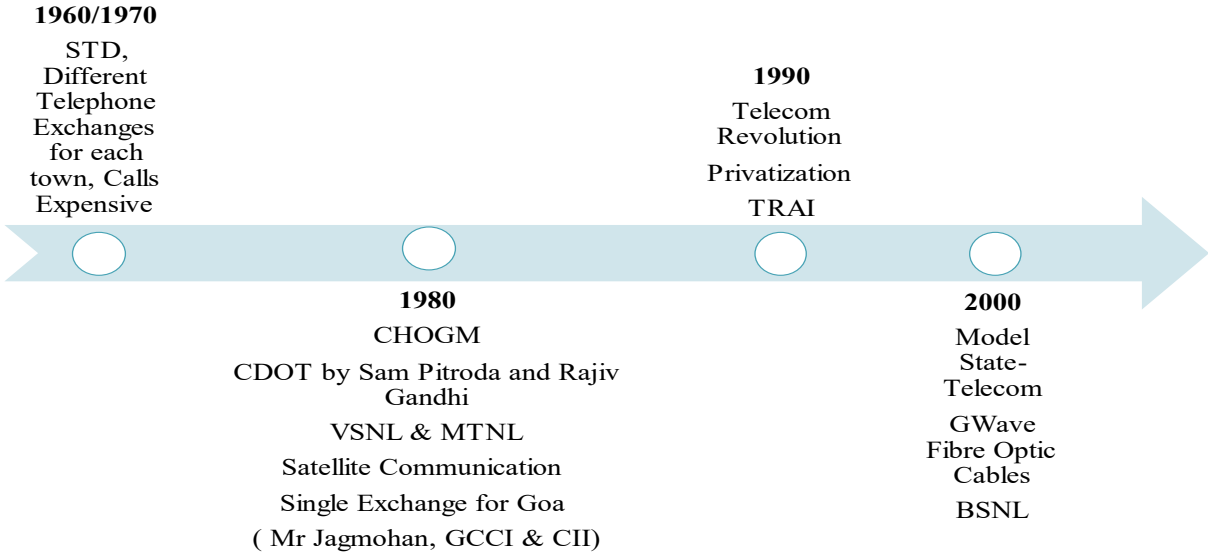 1960/1970
STD,
Different
Telephone
Exchanges
for each
town, Calls
Expensive
1980
CHOGM
CDOT by Sam Pitroda and Rajiv
Gandhi
VSNL & MTNL
Satellite Communication
Single Exchange for Goa
( Mr Jagmohan, GCCI & CII)
1990
Telecom
Revolution
Privatization
TRAI
2000
Model
State-
Telecom
GWave
Fibre Optic
Cables
BSNL